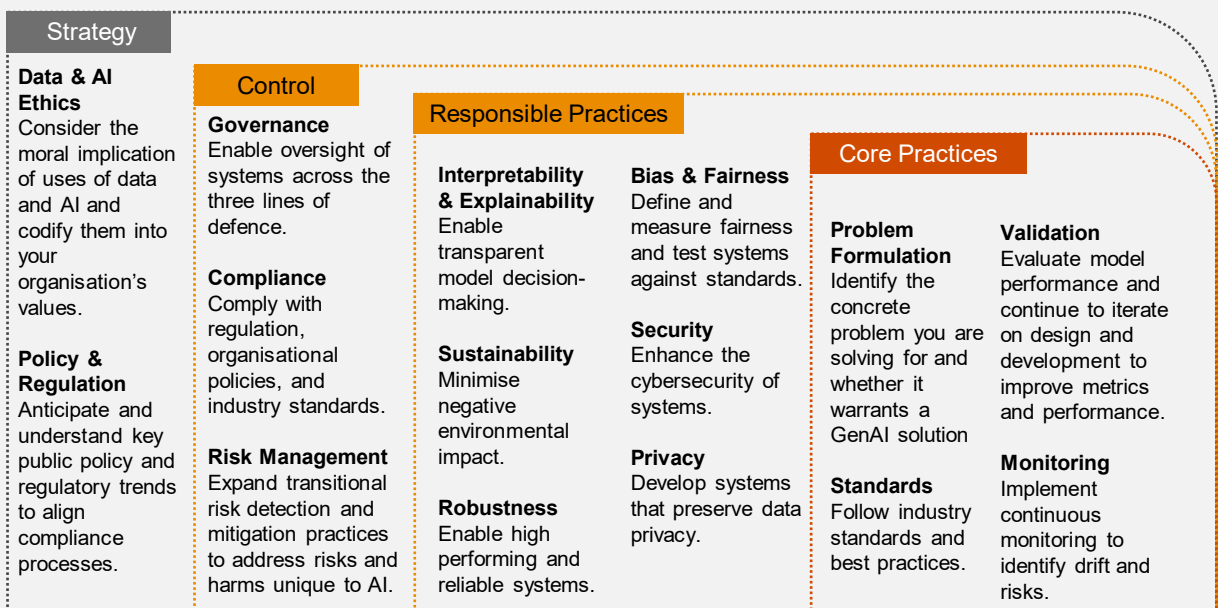 Strategy
Data & AI
Ethics
Consider the
moral implication
of uses of data
and AI and
codify them into
your
organisation's
values.
Policy &
Regulation
Anticipate and
understand key
public policy and
regulatory trends
to align
compliance
processes.
Control
Governance
Enable oversight of
systems across the
three lines of
defence.
Compliance
Comply with
regulation,
organisational
policies, and
industry standards.
Risk Management
Expand transitional
risk detection and
mitigation practices
to address risks and
harms unique to AI.
Responsible Practices
Interpretability
& Explainability
Enable
transparent
model decision-
making.
Sustainability
Minimise
negative
environmental
impact.
Robustness
Enable high
performing and
reliable systems.
Bias & Fairness
Define and
measure fairness
and test systems
against standards.
Security
Enhance the
cybersecurity of
systems.
Privacy
Develop systems
that preserve data
privacy.
Core Practices
Problem
Formulation
Identify the
concrete
problem you are
solving for and
whether it
warrants a
GenAI solution
Standards
Follow industry
standards and
best practices.
Validation
Evaluate model
performance and
continue to iterate
on design and
development to
improve metrics
and performance.
Monitoring
Implement
continuous
monitoring to
identify drift and
risks.